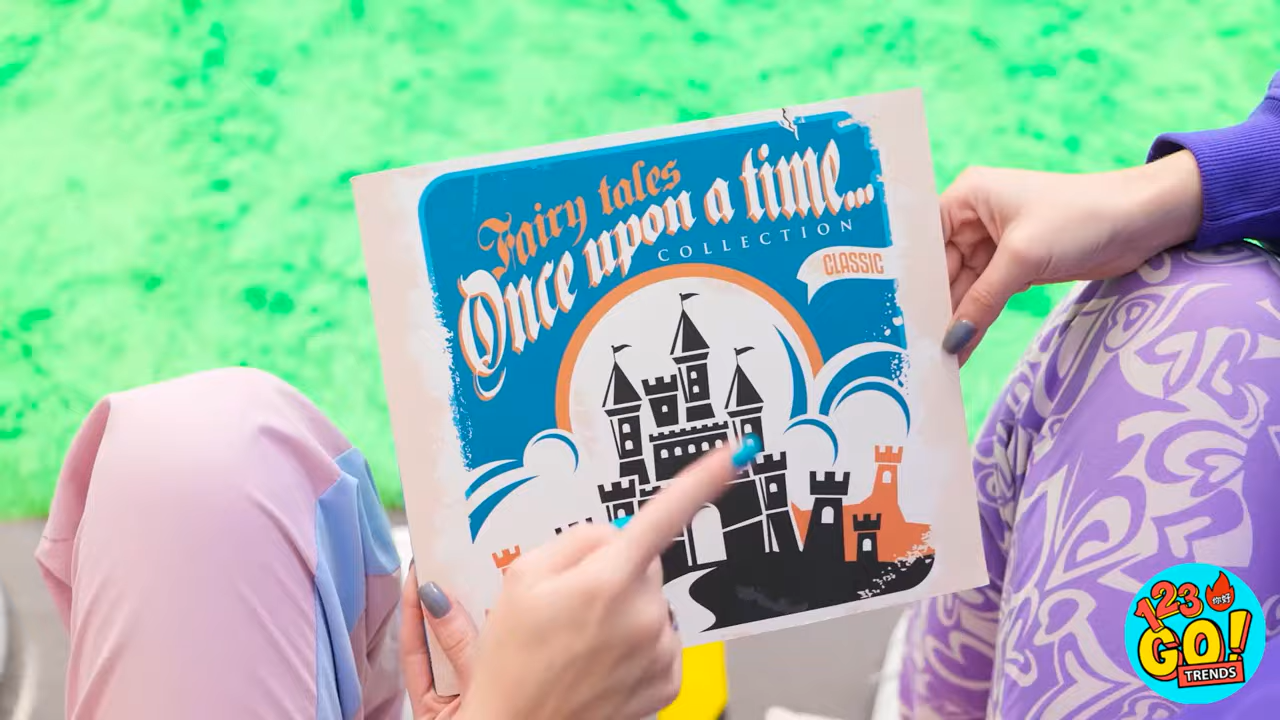 Fairy tales
Once upon a time...
COLLECTION
CLASSIC
123
你好
GO!
TRENDS